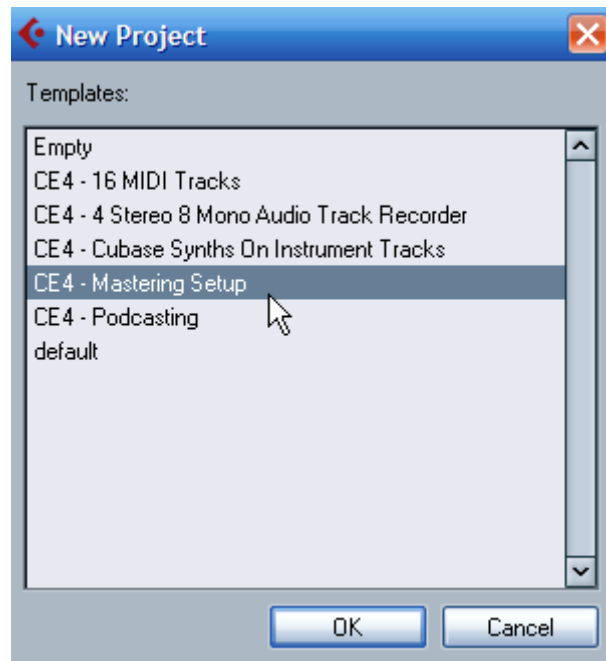 New Project
Templates:
Empty
CE4 - 16 MIDI Tracks
CE4 - 4 Stereo 8 Mono Audio Track Recorder
CE4 - Cubase Synths On Instrument Tracks
CE4 - Mastering Setup
CE4 - Podcasting
default
OK Cancel